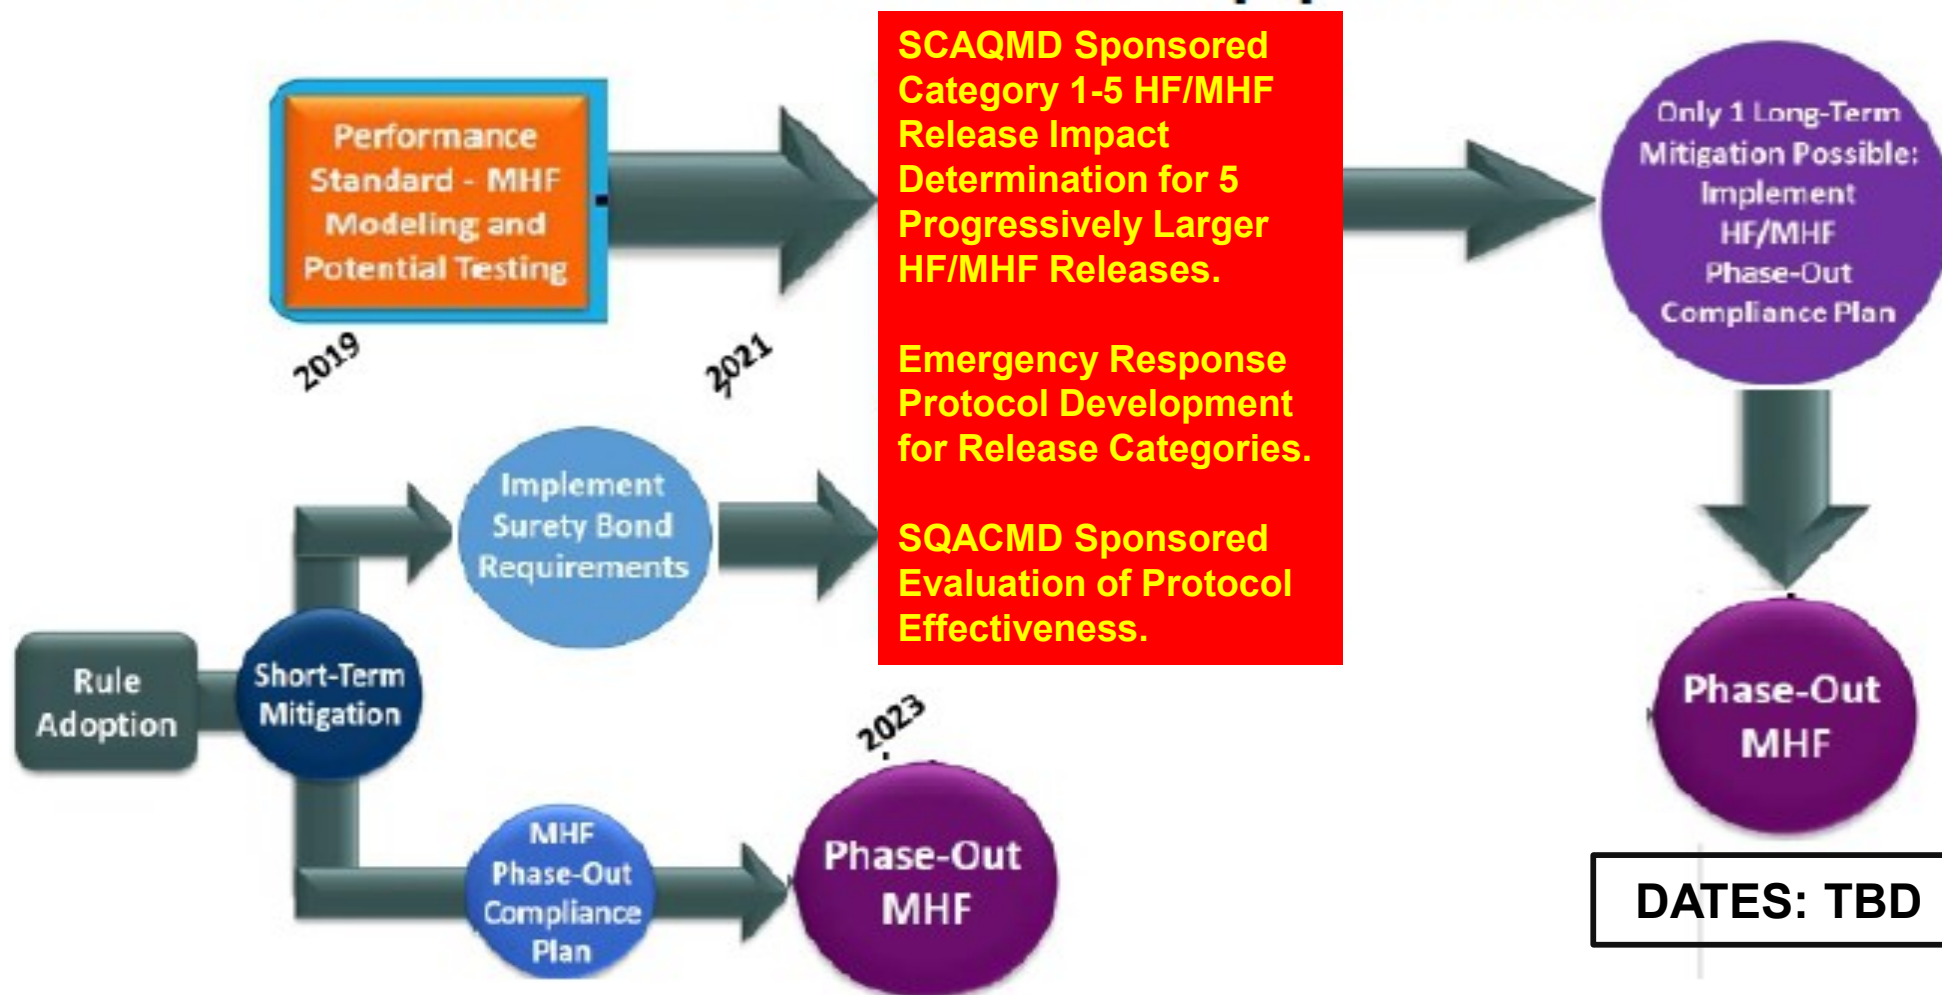 SCAQMD Sponsored
Category 1-5 HF/MHF
Release Impact
Determination for 5
Progressively Larger
HF/MHF Releases.
Emergency Response
Protocol Development
for Release Categories.
SQACMD Sponsored
Evaluation of Protocol
Effectiveness.
Performance
Standard - MHF
Modeling and
Potential Testing
2019
2021
Only 1 Long-Term
Mitigation Possible:
Implement
HF/MHF
Phase-Out
Compliance Plan
Implement
Surety Bond
Requirements
Rule
Adoption
Short-Term
Mitigation
2023
MHF
Phase-Out
Compliance
Plan
Phase-Out
MHF
Phase-Out
MHF
DATES: TBD